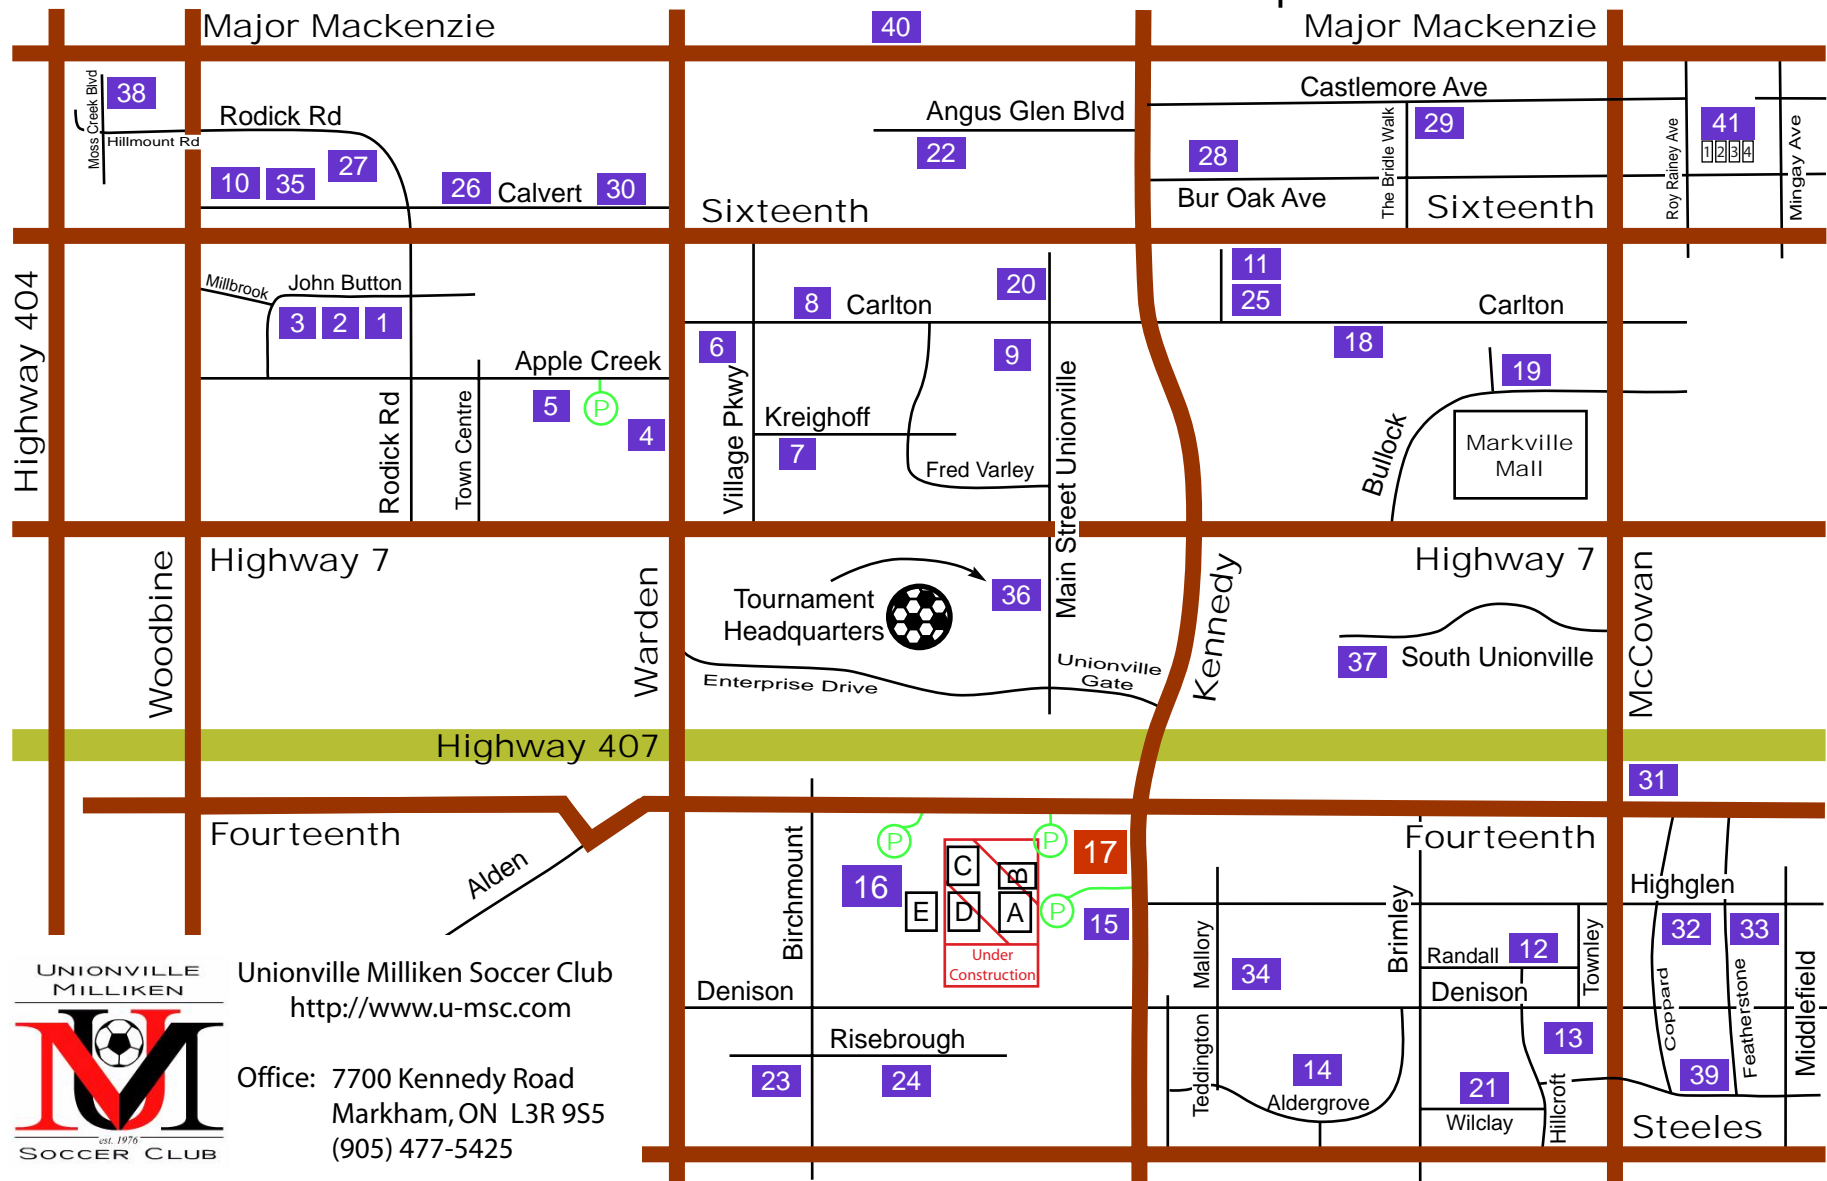 Major Mackenzie
40
Major Mackenzie
Moss Creek Blvd
38
Rodick Rd
Hillmount Rd
Angus Glen Blvd
Castlemore Ave
The Bridle Walk
29
Roy Rainey Ave
41
1 2 3 4
Mingay Ave
10
35
27
26
Calvert
30
22
28
Bur Oak Ave
Sixteenth
Sixteenth
Highway 404
Millbrook
John Button
3
2
1
Apple Creek
5
P
4
Rodick Rd
Town Centre
8
Carlton
20
11
25
Carlton
6
9
18
19
Village Pkwy
Kreighoff
7
Fred Varley
Main Street Unionville
Bullock
Markville
Mall
Highway 7
Highway 7
Woodbine
Warden
Tournament
Headquarters
36
Kennedy
McCowan
37
South Unionville
Enterprise Drive
Unionville
Gate
Highway 407
31
Fourteenth
Fourteenth
Alden
Birchmount
P
P
17
16
C
B
E
D
A
P
15
Under
Construction
Mallory
Brimley
Highglen
Randall
12
Townley
32
33
Coppard
Featherstone
Middlefield
34
Denison
Denison
Risebrough
23
24
Teddington
14
Aldergrove
13
21
Wilclay
Hillcroft
39
Steeles
UNIONVILLE
MILLIKEN
UM
est. 1976
SOCCER CLUB
Unionville Milliken Soccer Club
http://www.u-msc.com
Office: 7700 Kennedy Road
Markham, ON L3R 9S5
(905) 477-5425